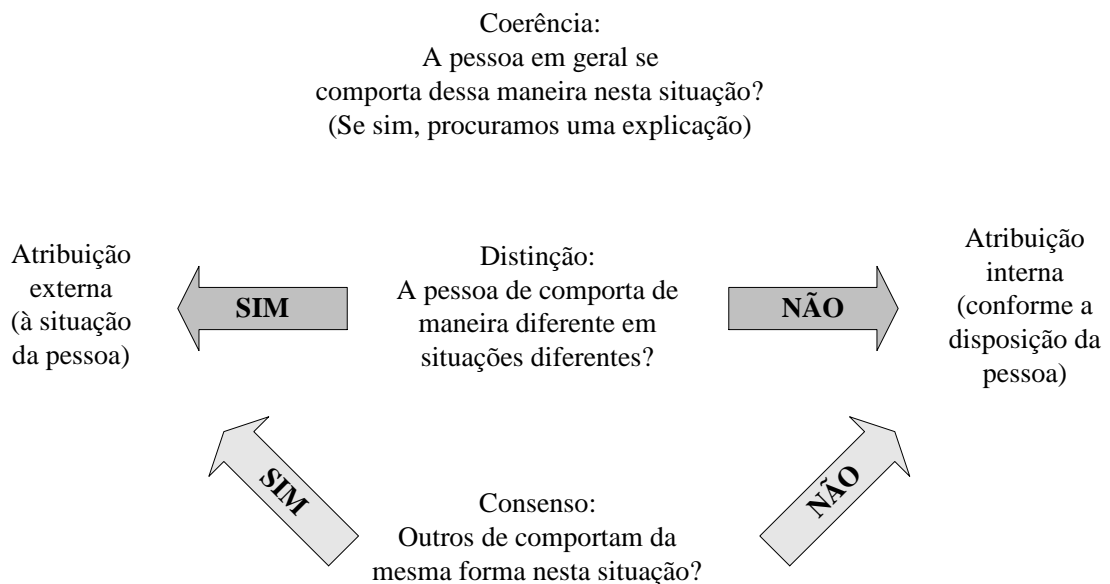 Coerência:
A pessoa em geral se
comporta dessa maneira nesta situação?
(Se sim, procuramos uma explicação)
Atribuição
externa
(à situação
da pessoa)
SIM
Distinção:
A pessoa de comporta de
maneira diferente em
situações diferentes?
NÃO
Atribuição
interna
(conforme a
disposição da
pessoa)
SIM
Consenso:
Outros de comportam da
mesma forma nesta situação?
NÃO